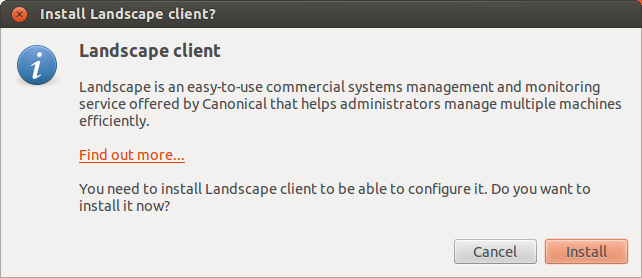 Install Landscape client?
Landscape client
Landscape is an easy-to-use commercial systems management and monitoring
service offered by Canonical that helps administrators manage multiple machines
efficiently.
Find out more...
You need to install Landscape client to be able to configure it. Do you want to
install it now?
Cancel
Install